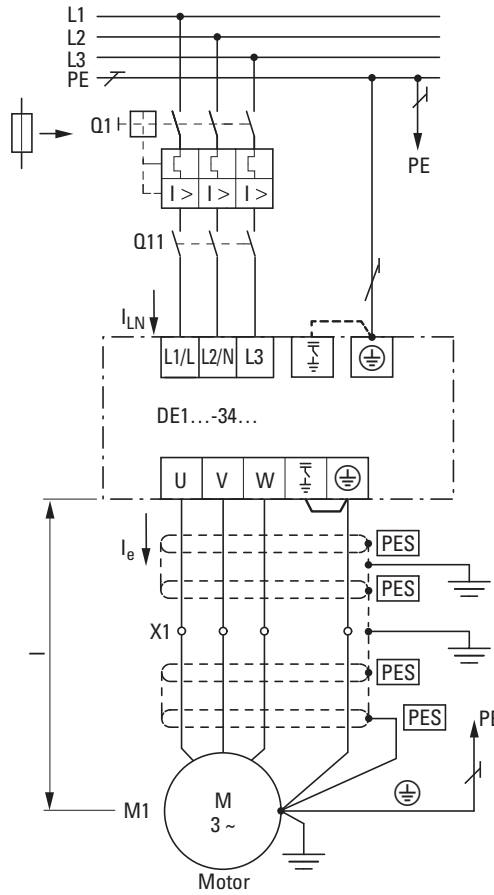 L1
L2
L3
PE
Q1
PE
I > I > I >
Q11
I_LN
L1/L L2/N L3
DE1...-34...
U V W
I_e
PES
PES
X1
l
PES
PES
PE
M1
M
3 ~
Motor